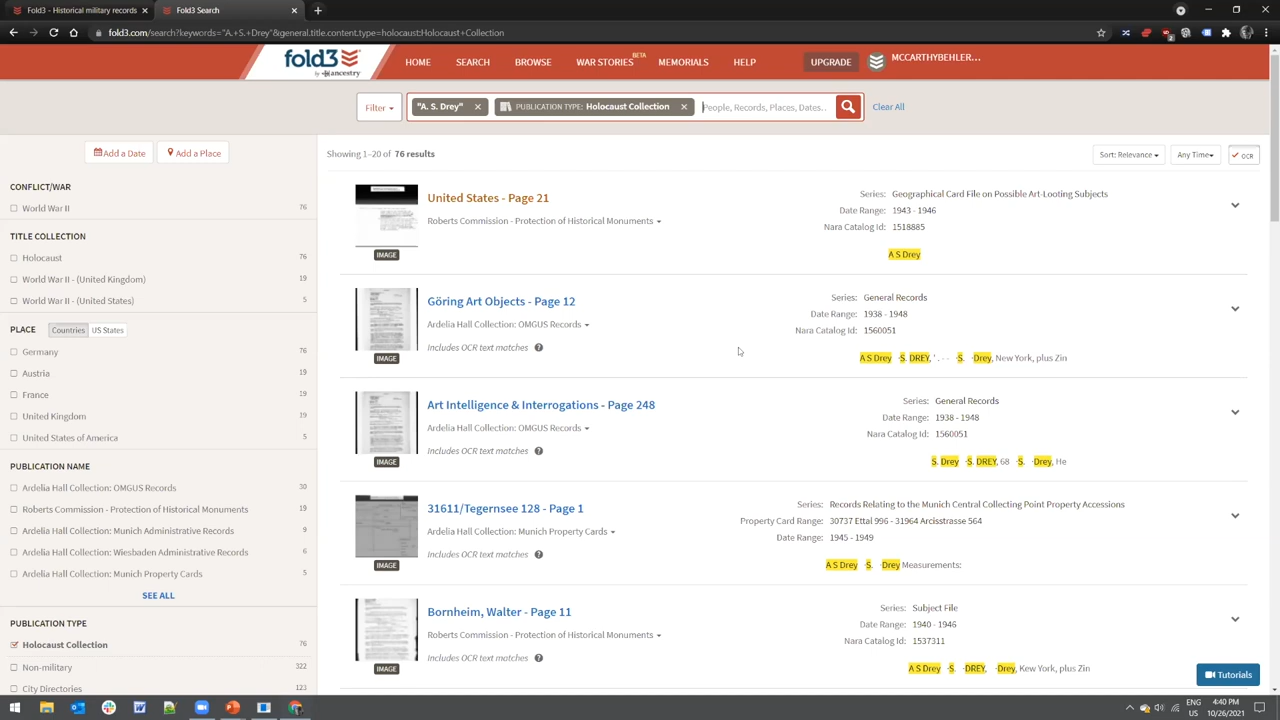 Fold3 - Historical military records
Fold3 Search
fold3.com/search?keywords="A.+S.+Drey"&general.title.content.type=holocaust:Holocaust+Collection
fold3
by ancestry
HOME
SEARCH
BROWSE
WAR STORIES BETA
MEMORIALS
HELP
UPGRADE
MCCARTHYBEHLER...
Filter
"A. S. Drey"
PUBLICATION TYPE: Holocaust Collection
People, Records, Places, Dates...
Clear All
Add a Date
Add a Place
Showing 1–20 of 76 results
Sort: Relevance
Any Time
OCR
CONFLICT/WAR
World War II 76
TITLE COLLECTION
Holocaust 76
World War II - (United Kingdom) 19
World War II - (United States) 5
PLACE Countries US States
Germany 76
Austria 19
France 19
United Kingdom 19
United States of America 5
PUBLICATION NAME
Ardelia Hall Collection: OMGUS Records 30
Roberts Commission - Protection of Historical Monuments 19
Ardelia Hall Collection: Munich Administrative Records 9
Ardelia Hall Collection: Wiesbaden Administrative Records 6
Ardelia Hall Collection: Munich Property Cards 5
SEE ALL
PUBLICATION TYPE
Holocaust Collection 76
Non-military 322
City Directories 123
United States - Page 21
Roberts Commission - Protection of Historical Monuments
IMAGE
Series: Geographical Card File on Possible Art-Looting Subjects
Date Range: 1943 - 1946
Nara Catalog Id: 1518885
A S Drey
Göring Art Objects - Page 12
Ardelia Hall Collection: OMGUS Records
Includes OCR text matches ?
IMAGE
Series: General Records
Date Range: 1938 - 1948
Nara Catalog Id: 1560051
A S Drey ·S. DREY, ' . · · ·S. ·Drey, New York, plus Zin
Art Intelligence & Interrogations - Page 248
Ardelia Hall Collection: OMGUS Records
Includes OCR text matches ?
IMAGE
Series: General Records
Date Range: 1938 - 1948
Nara Catalog Id: 1560051
S. Drey ·S. DREY, 68 ·S. ·Drey, He
31611/Tegernsee 128 - Page 1
Ardelia Hall Collection: Munich Property Cards
Includes OCR text matches ?
IMAGE
Series: Records Relating to the Munich Central Collecting Point Property Accessions
Property Card Range: 30737 Ettal 996 - 31964 Arcisstrasse 564
Date Range: 1945 - 1949
A S Drey ·S. ·Drey Measurements:
Bornheim, Walter - Page 11
Roberts Commission - Protection of Historical Monuments
Includes OCR text matches ?
IMAGE
Series: Subject File
Date Range: 1940 - 1946
Nara Catalog Id: 1537311
A S Drey ·S. ·DREY, ·Drey, Kew York, plus Zin
Tutorials
ENG
US
4:40 PM
10/26/2021